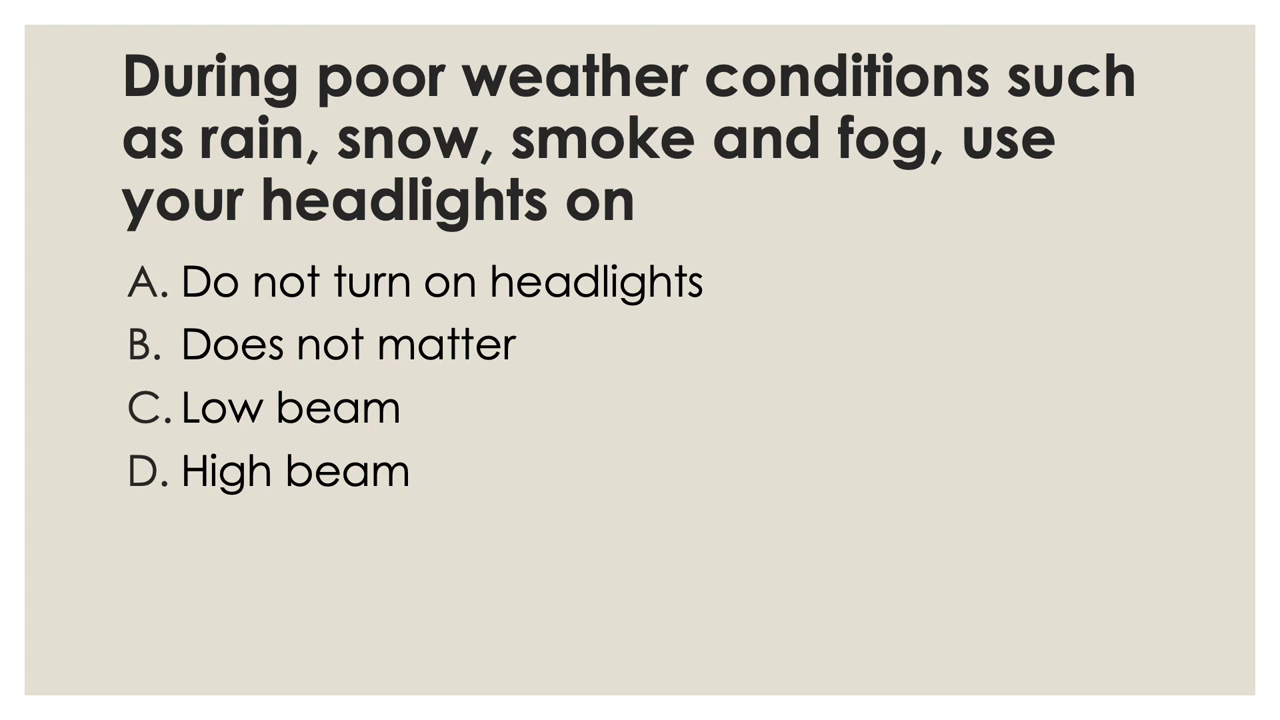 During poor weather conditions such
as rain, snow, smoke and fog, use
your headlights on
A. Do not turn on headlights
B. Does not matter
C. Low beam
D. High beam